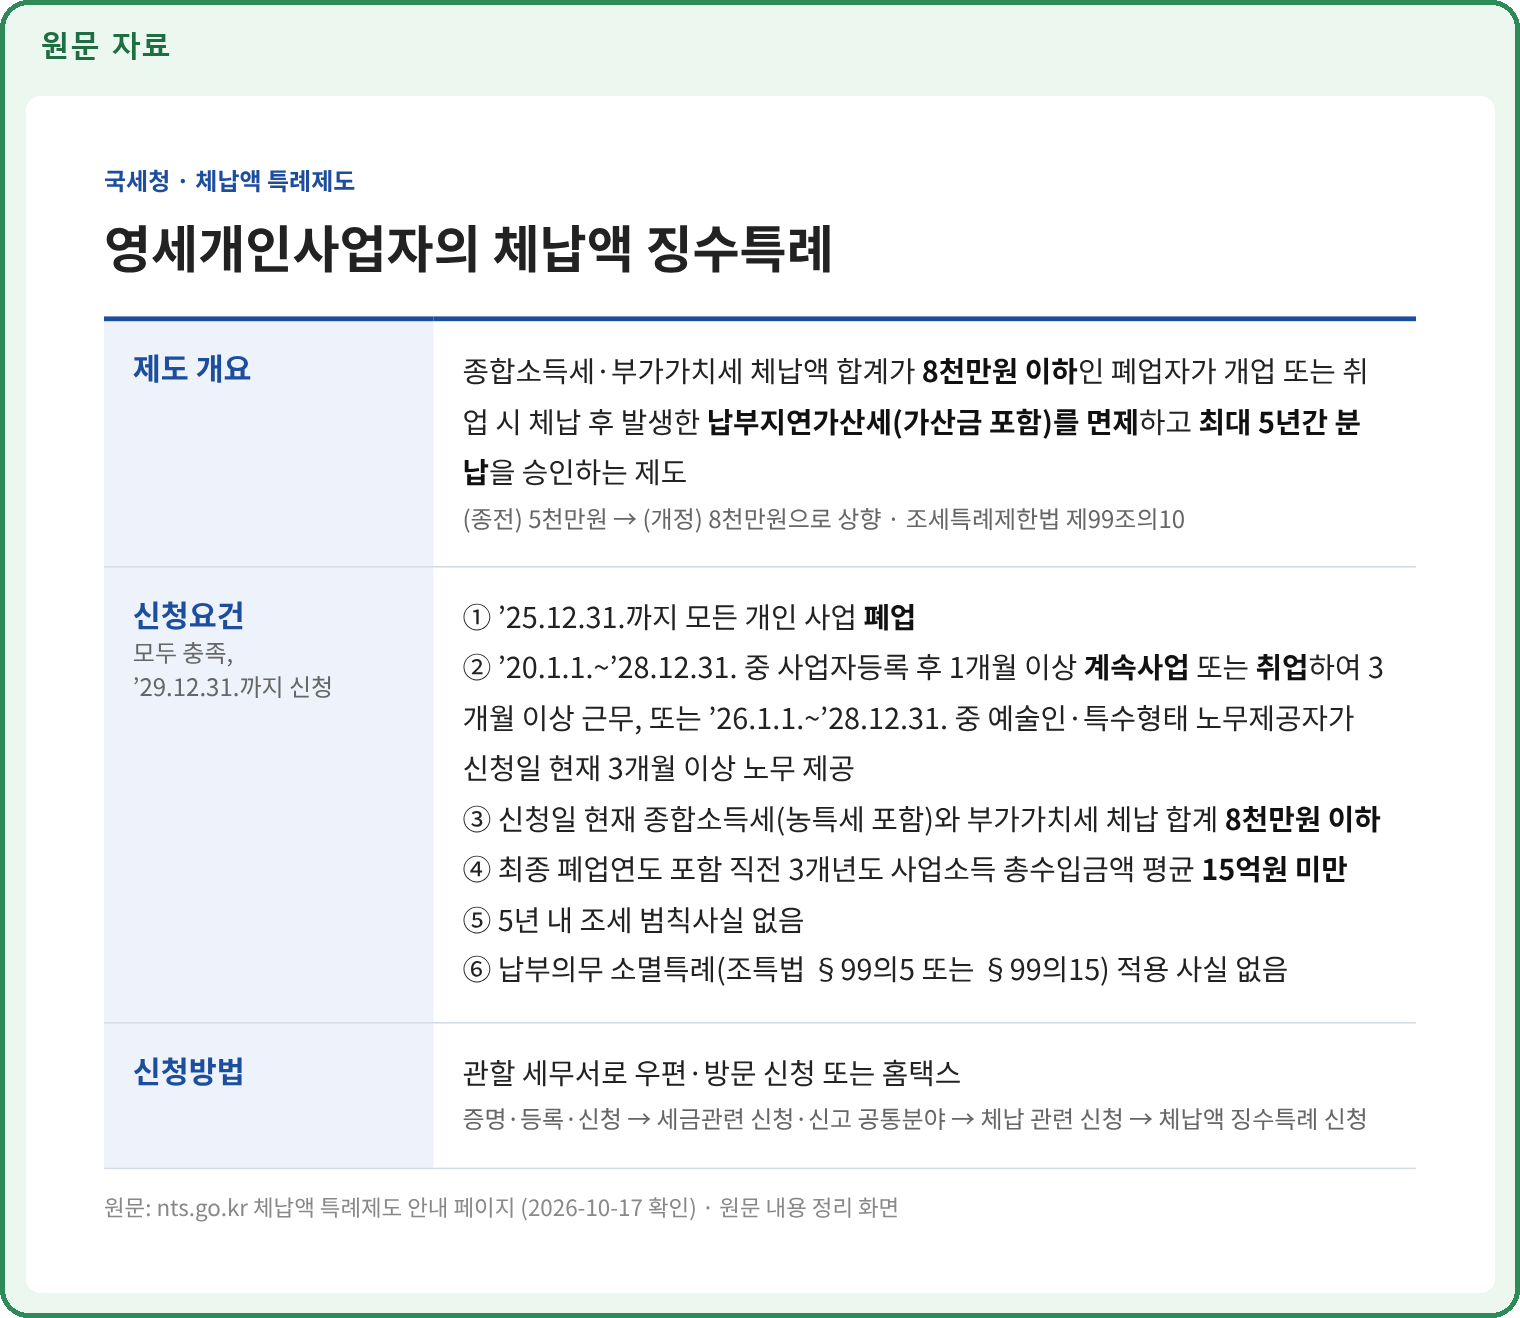 원문 자료
국세청 · 체납액 특례제도
영세개인사업자의 체납액 징수특례
제도 개요
종합소득세·부가가치세 체납액 합계가 8천만원 이하인 폐업자가 개업 또는 취
업 시 체납 후 발생한 납부지연가산세(가산금 포함)를 면제하고 최대 5년간 분
납을 승인하는 제도
(종전) 5천만원 → (개정) 8천만원으로 상향 · 조세특례제한법 제99조의10
신청요건
모두 충족,
’29.12.31.까지 신청
① ’25.12.31.까지 모든 개인 사업 폐업
② ’20.1.1.~’28.12.31. 중 사업자등록 후 1개월 이상 계속사업 또는 취업하여 3
개월 이상 근무, 또는 ’26.1.1.~’28.12.31. 중 예술인·특수형태 노무제공자가
신청일 현재 3개월 이상 노무 제공
③ 신청일 현재 종합소득세(농특세 포함)와 부가가치세 체납 합계 8천만원 이하
④ 최종 폐업연도 포함 직전 3개년도 사업소득 총수입금액 평균 15억원 미만
⑤ 5년 내 조세 범칙사실 없음
⑥ 납부의무 소멸특례(조특법 §99의5 또는 §99의15) 적용 사실 없음
신청방법
관할 세무서로 우편·방문 신청 또는 홈택스
증명·등록·신청 → 세금관련 신청·신고 공통분야 → 체납 관련 신청 → 체납액 징수특례 신청
원문: nts.go.kr 체납액 특례제도 안내 페이지 (2026-10-17 확인) · 원문 내용 정리 화면